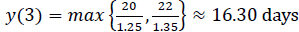 y(3) = max {20/1.25, 22/1.35} ≈ 16.30 days